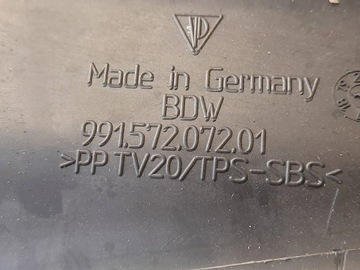 Made in Germany
BDW
991.572.072.01
>PP TV20/TPS-SBS<